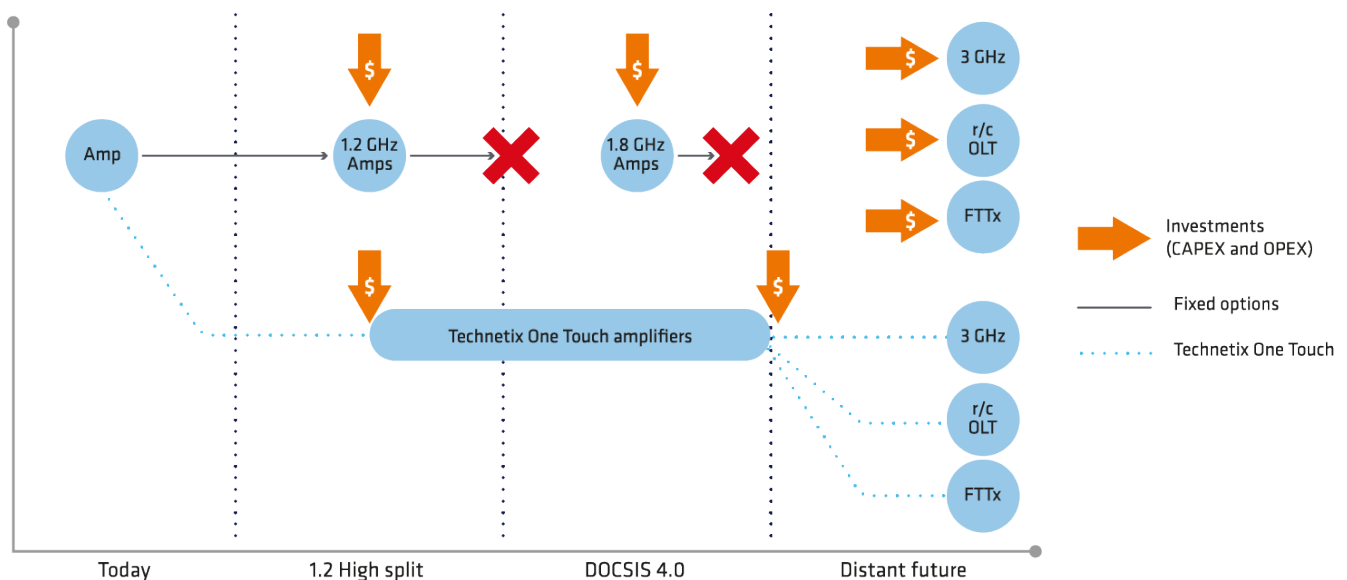 $
$
$
3 GHz
Amp
1.2 GHz
Amps
1.8 GHz
Amps
$
r/c
OLT
$
FTTx
Investments
(CAPEX and OPEX)
$
$
Fixed options
Technetix One Touch amplifiers
3 GHz
Technetix One Touch
r/c
OLT
FTTx
Today
1.2 High split
DOCSIS 4.0
Distant future